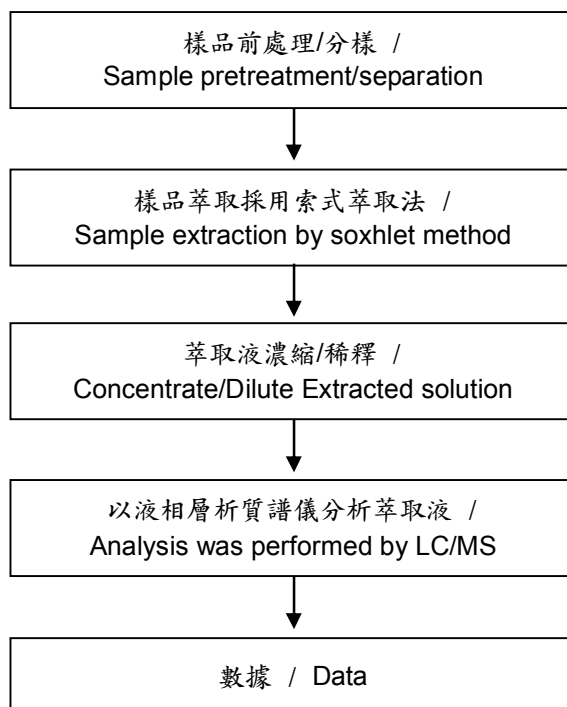 樣品前處理/分樣 /
Sample pretreatment/separation
樣品萃取採用索式萃取法 /
Sample extraction by soxhlet method
萃取液濃縮/稀釋 /
Concentrate/Dilute Extracted solution
以液相層析質譜儀分析萃取液 /
Analysis was performed by LC/MS
數據 / Data